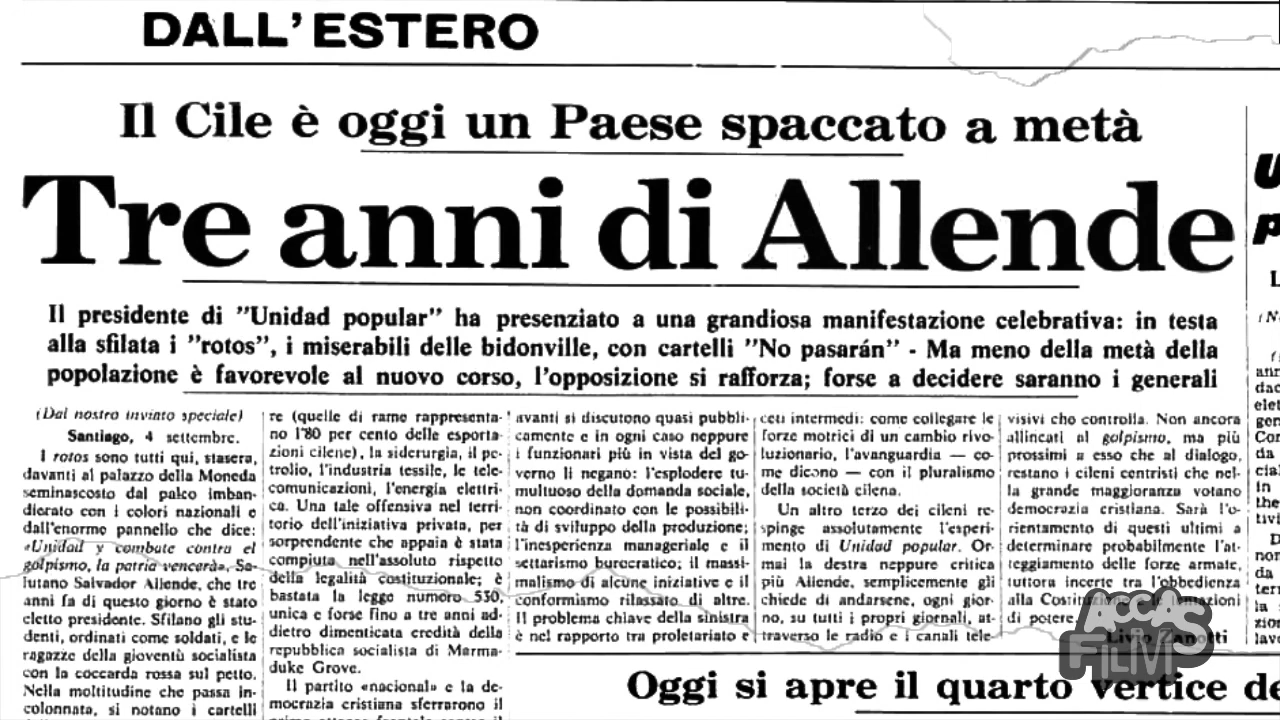 DALL'ESTERO
Il Cile è oggi un Paese spaccato a metà
Tre anni di Allende
Il presidente di "Unidad popular" ha presenziato a una grandiosa manifestazione celebrativa: in testa
alla sfilata i "rotos", i miserabili delle bidonville, con cartelli "No pasarán" - Ma meno della metà della
popolazione è favorevole al nuovo corso, l'opposizione si rafforza; forse a decidere saranno i generali
(Dal nostro inviato speciale)
Santiago, 4 settembre.
I rotos sono tutti qui, stasera,
davanti al palazzo della Moneda
seminascosto dal palco imban-
dierato con i colori nazionali e
dall'enorme pannello che dice:
«Unidad y combate contra el
golpismo, la patria vencerà». Sa-
lutano Salvador Allende, che tre
anni fa di questo giorno è stato
eletto presidente. Sfilano gli stu-
denti, ordinati come soldati, e le
ragazze della gioventù socialista
con la coccarda rossa sul petto.
Nella moltitudine che passa in-
colonnata, si notano i cartelli
re (quelle di rame rappresenta-
no l'80 per cento delle esporta-
zioni cilene), la siderurgia, il pe-
trolio, l'industria tessile, le tele-
comunicazioni, l'energia elettri-
ca. Una tale offensiva nel terri-
torio dell'iniziativa privata, per
sorprendente che appaia è stata
compiuta nell'assoluto rispetto
della legalità costituzionale; è
bastata la legge numero 530,
unica e forse fino a tre anni ad-
dietro dimenticata eredità della
repubblica socialista di Marma-
duke Grove.
Il partito «nacional» e la de-
mocrazia cristiana sferrarono il
avanti si discutono quasi pubbli-
camente e in ogni caso neppure
i funzionari più in vista del go-
verno li negano: l'esplodere tu-
multuoso della domanda sociale,
non coordinato con le possibili-
tà di sviluppo della produzione;
l'inesperienza manageriale e il
settarismo burocratico; il massi-
malismo di alcune iniziative e il
conformismo rilassato di altre.
Il problema chiave della sinistra
è nel rapporto tra proletariato e
ceti intermedi: come collegare le
forze motrici di un cambio rivo-
luzionario, l'avanguardia — co-
me dicono — con il pluralismo
della società cilena.
Un altro terzo dei cileni re-
spinge assolutamente l'esperi-
mento di Unidad popular. Or-
mai la destra neppure critica
più Allende, semplicemente gli
chiede di andarsene, ogni gior-
no, su tutti i propri giornali, at-
traverso le radio e i canali tele-
visivi che controlla. Non ancora
allineati al golpismo, ma più
prossimi a esso che al dialogo,
restano i cileni centristi che nel-
la grande maggioranza votano
democrazia cristiana. Sarà l'o-
rientamento di questi ultimi a
determinare probabilmente l'at-
teggiamento delle forze armate,
tuttora incerte tra l'obbedienza
alla
di potere.
Livio Zanotti
Oggi si apre il quarto vertice de
ACCAS
FILM